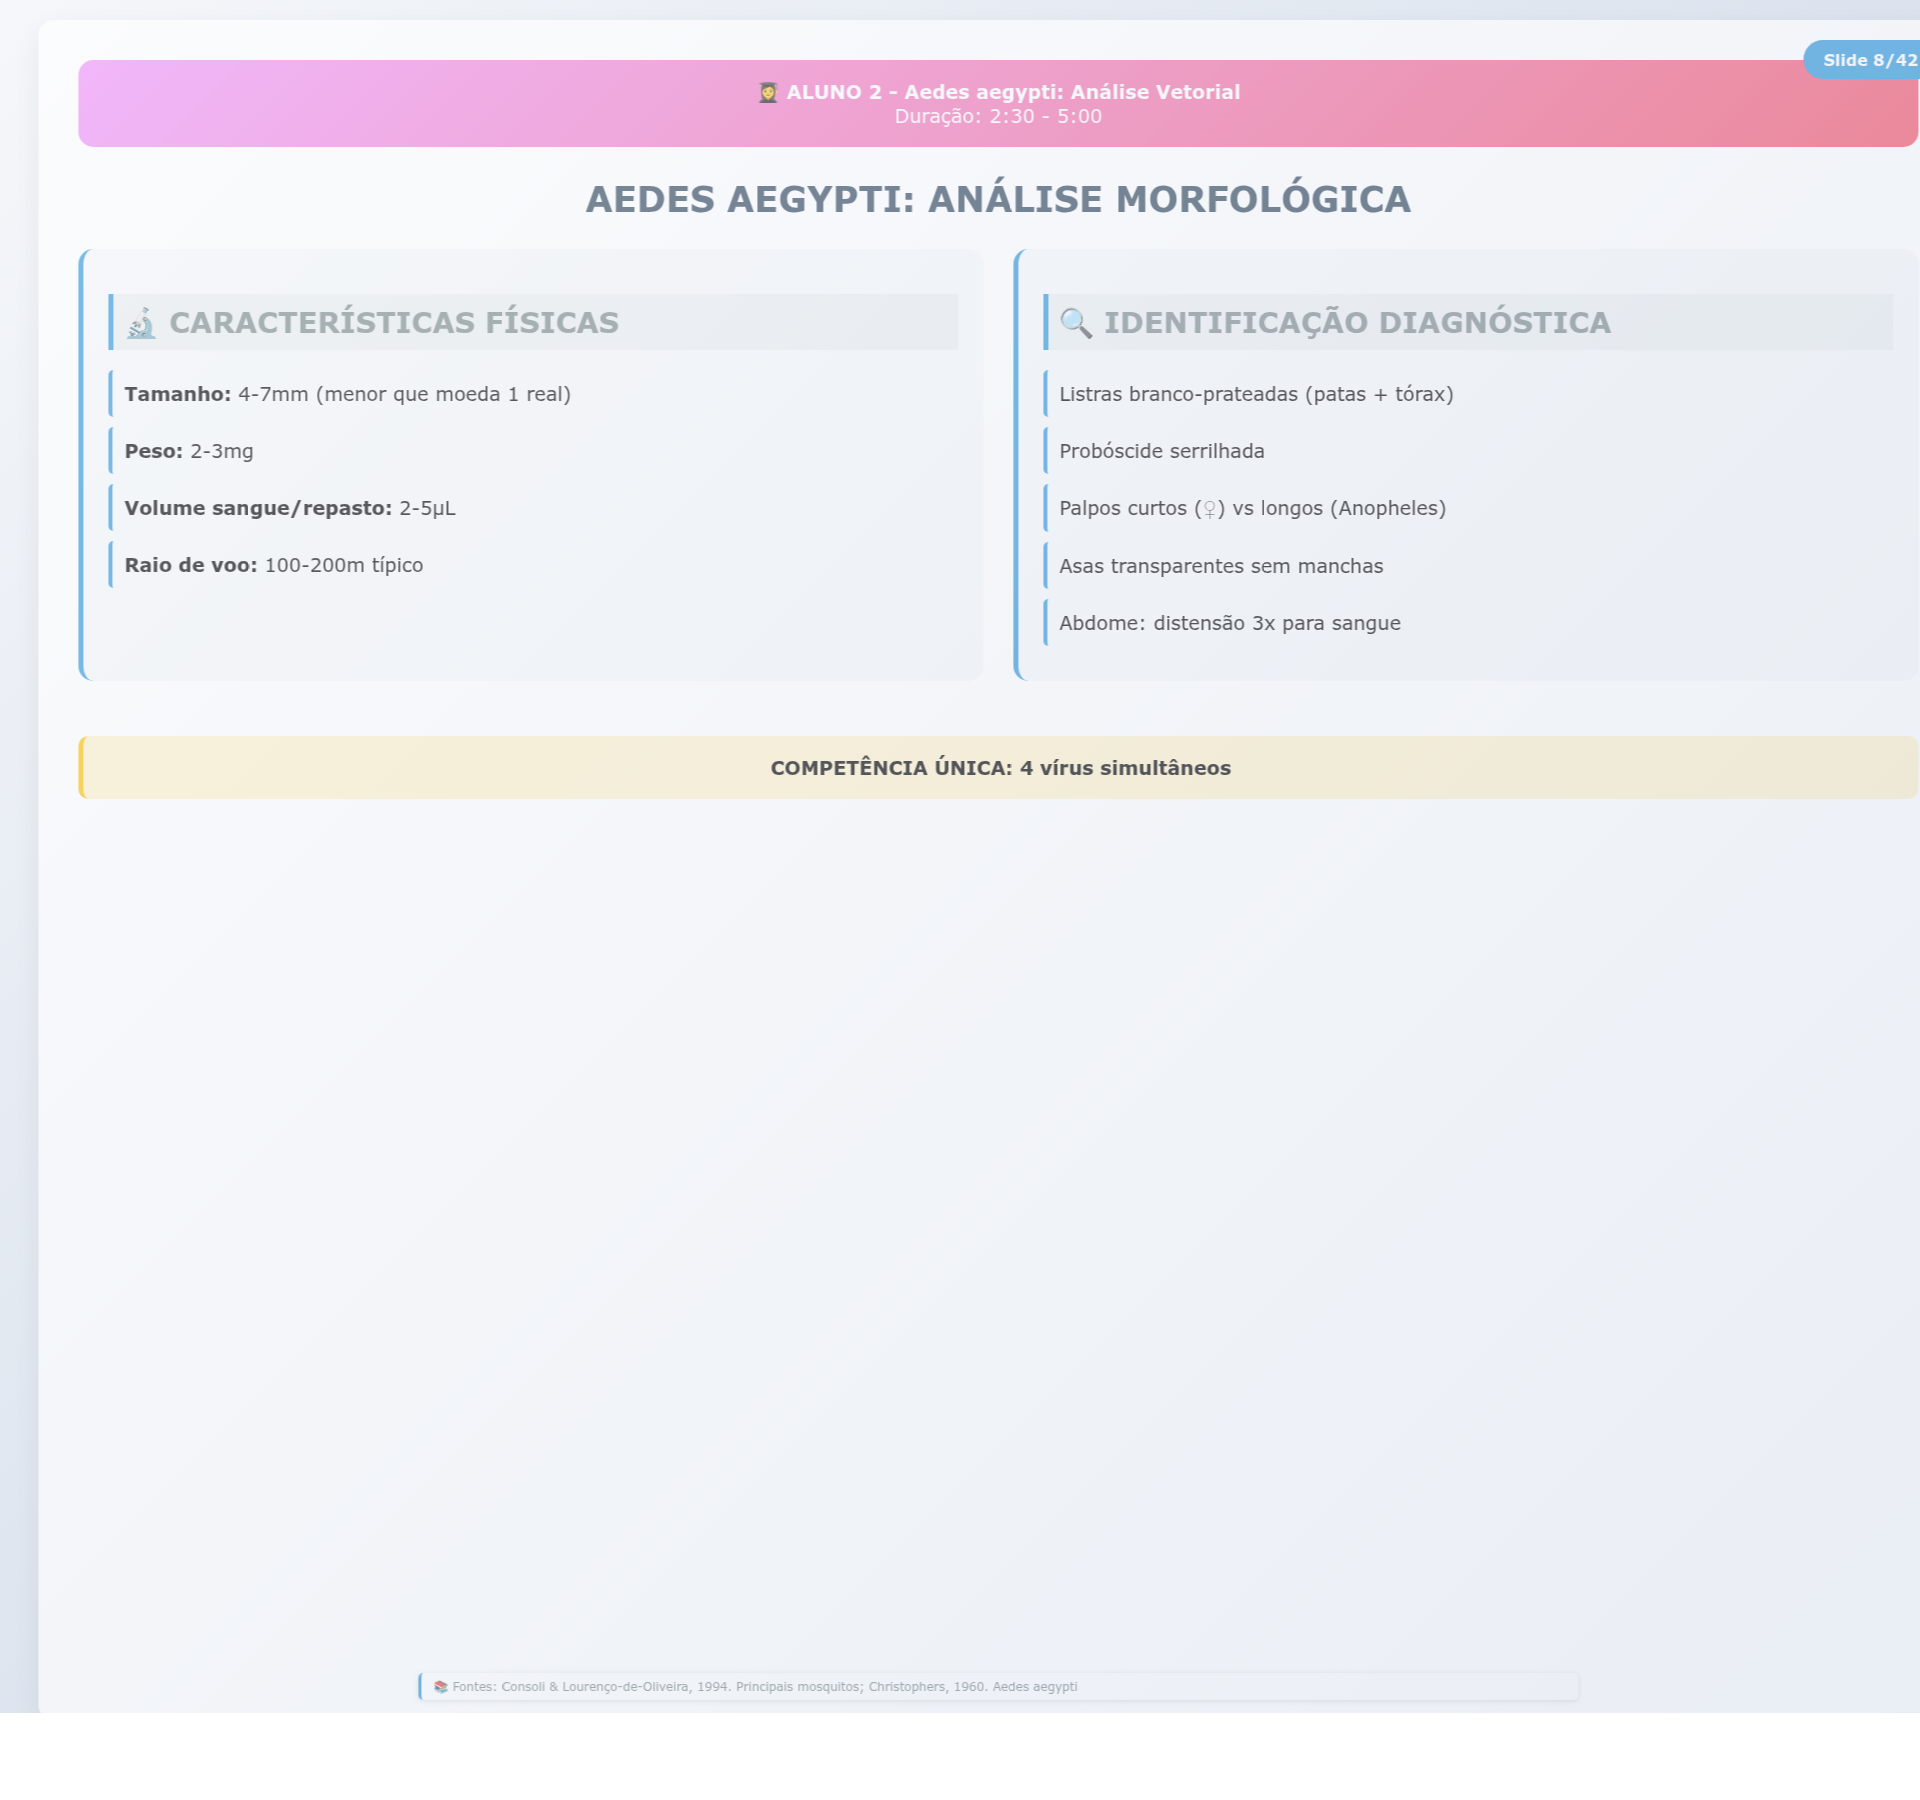 Slide 8/42
👩‍🎓 ALUNO 2 – Aedes aegypti: Análise Vetorial
Duração: 2:30 - 5:00
AEDES AEGYPTI: ANÁLISE MORFOLÓGICA
🔬 CARACTERÍSTICAS FÍSICAS
Tamanho: 4-7mm (menor que moeda 1 real)
Peso: 2-3mg
Volume sangue/repasto: 2-5µL
Raio de voo: 100-200m típico
🔍 IDENTIFICAÇÃO DIAGNÓSTICA
Listras branco-prateadas (patas + tórax)
Probóscide serrilhada
Palpos curtos (♀) vs longos (Anopheles)
Asas transparentes sem manchas
Abdome: distensão 3x para sangue
COMPETÊNCIA ÚNICA: 4 vírus simultâneos
📚 Fontes: Consoli & Lourenço-de-Oliveira, 1994. Principais mosquitos; Christophers, 1960. Aedes aegypti